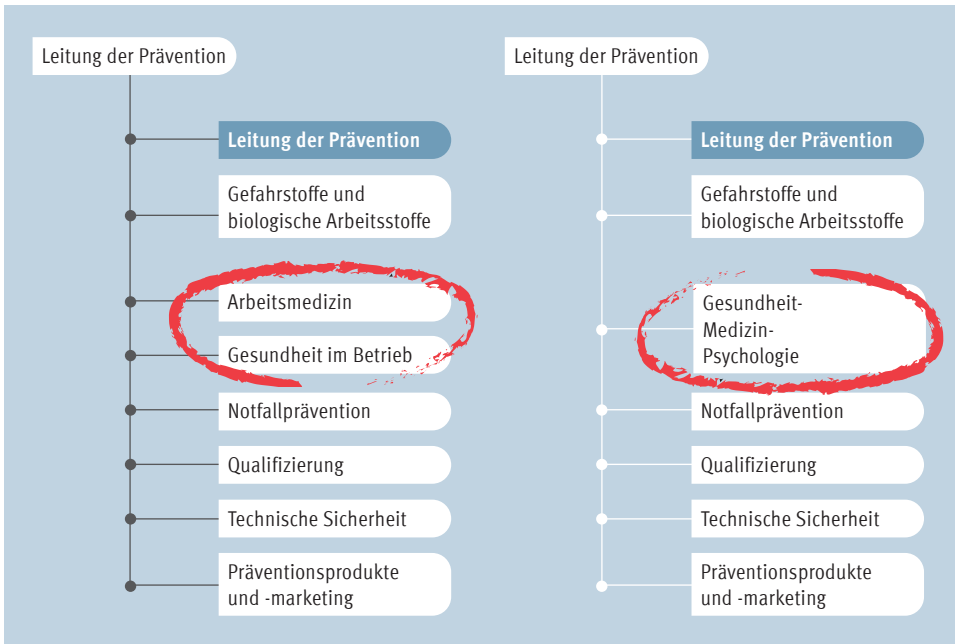 Leitung der Prävention
Leitung der Prävention
Gefahrstoffe und
biologische Arbeitsstoffe
Arbeitsmedizin
Gesundheit im Betrieb
Notfallprävention
Qualifizierung
Technische Sicherheit
Präventionsprodukte
und -marketing
Leitung der Prävention
Leitung der Prävention
Gefahrstoffe und
biologische Arbeitsstoffe
Gesundheit-
Medizin-
Psychologie
Notfallprävention
Qualifizierung
Technische Sicherheit
Präventionsprodukte
und -marketing